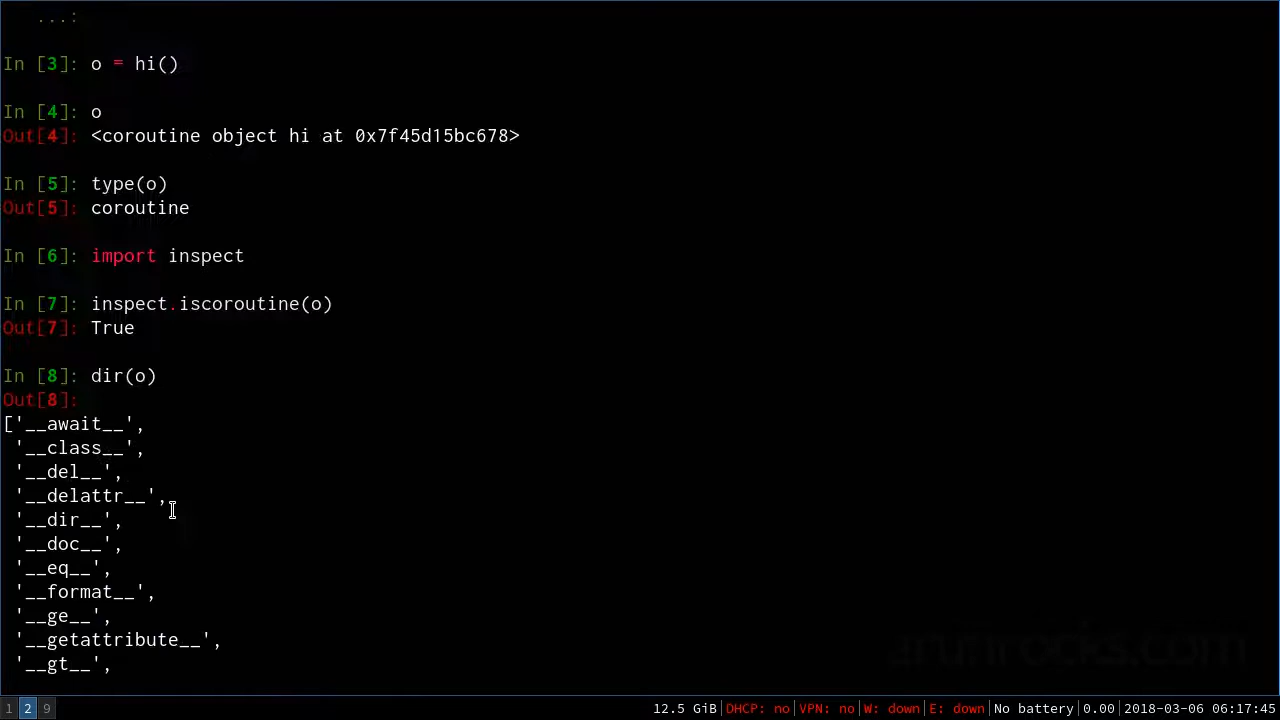 ...:
In [3]: o = hi()
In [4]: o
Out[4]: <coroutine object hi at 0x7f45d15bc678>
In [5]: type(o)
Out[5]: coroutine
In [6]: import inspect
In [7]: inspect.iscoroutine(o)
Out[7]: True
In [8]: dir(o)
Out[8]:
['__await__',
'__class__',
'__del__',
'__delattr__',
'__dir__',
'__doc__',
'__eq__',
'__format__',
'__ge__',
'__getattribute__',
'__gt__',
1 2 9 12.5 GiB|DHCP: no|VPN: no|W: down|E: down|No battery|0.00|2018-03-06 06:17:45